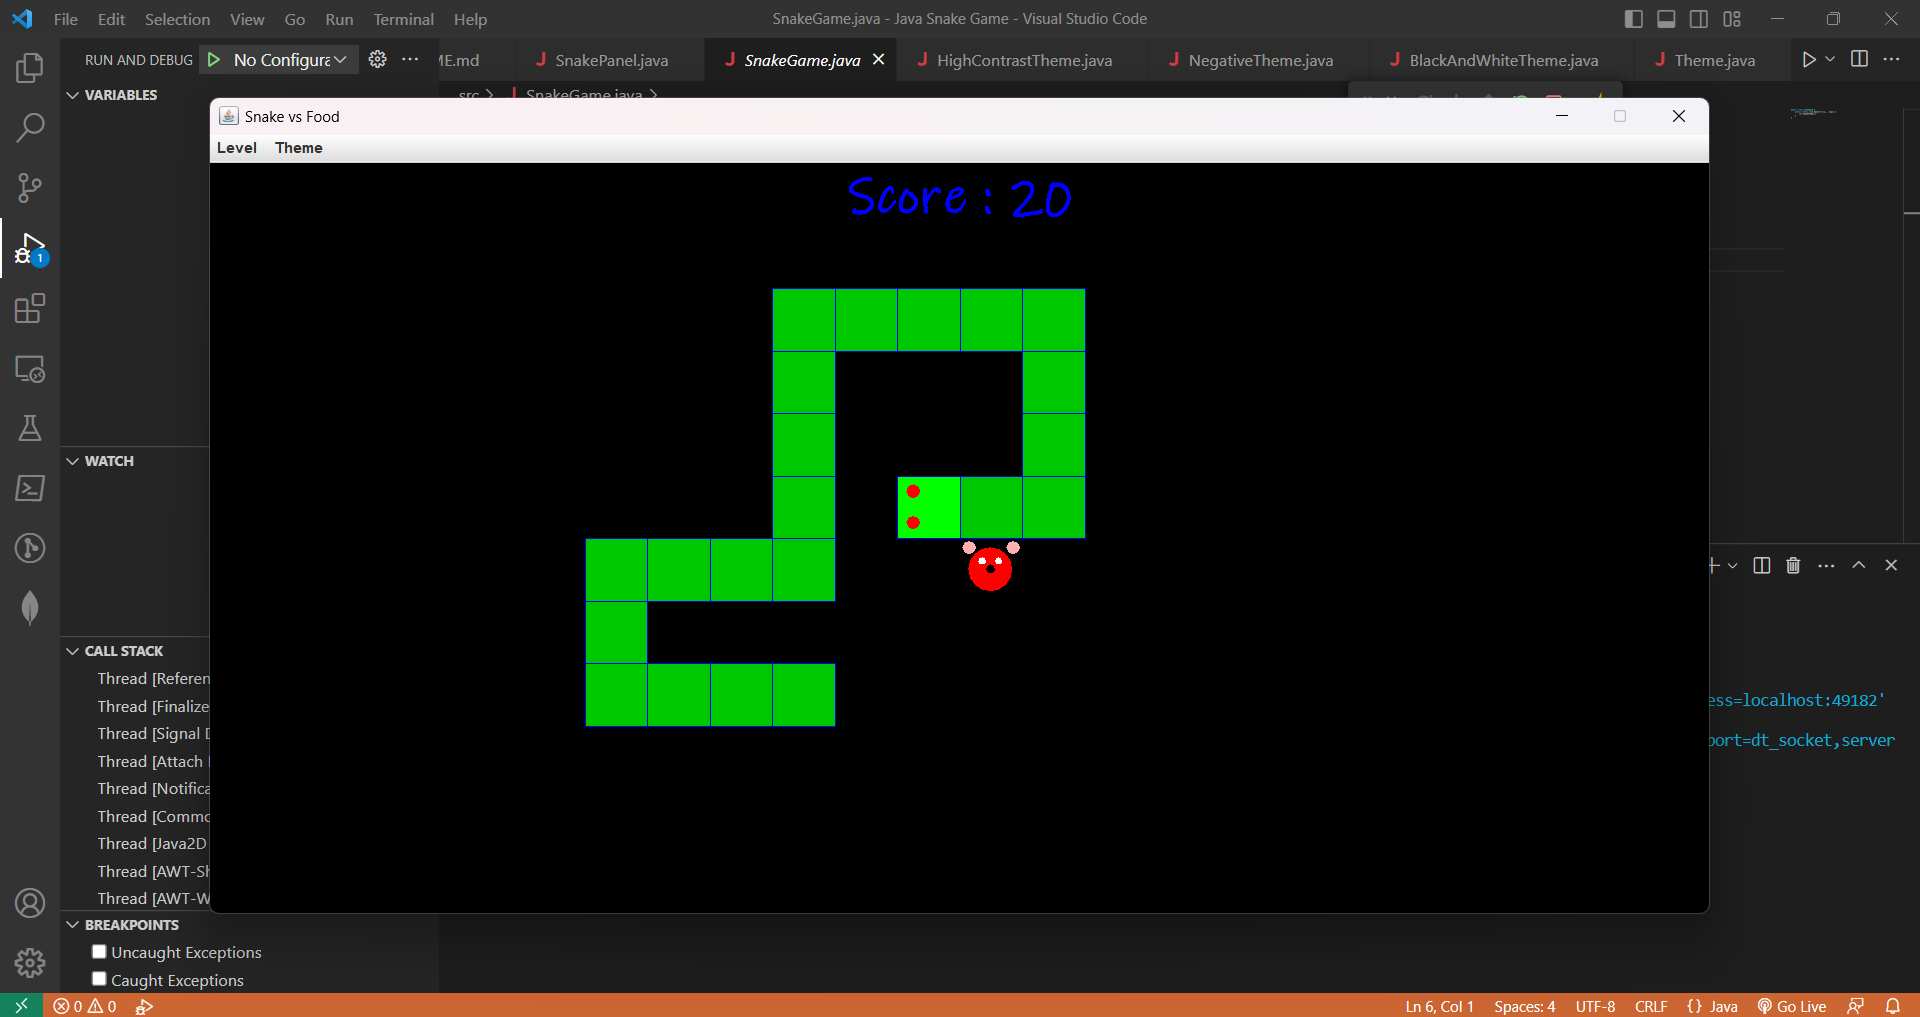 File Edit Selection View Go Run Terminal Help
SnakeGame.java - Java Snake Game - Visual Studio Code
RUN AND DEBUG No Configura
E.md SnakePanel.java SnakeGame.java HighContrastTheme.java NegativeTheme.java BlackAndWhiteTheme.java Theme.java
VARIABLES
src > SnakeGame.java >
Snake vs Food
Level Theme
Score : 20
WATCH
CALL STACK
Thread [Referen
Thread [Finalize
Thread [Signal D
Thread [Attach
Thread [Notifica
Thread [Commo
Thread [Java2D
Thread [AWT-Sh
Thread [AWT-W
ess=localhost:49182'
port=dt_socket,server
1
BREAKPOINTS
Uncaught Exceptions
Caught Exceptions
0 0
Ln 6, Col 1 Spaces: 4 UTF-8 CRLF {} Java Go Live